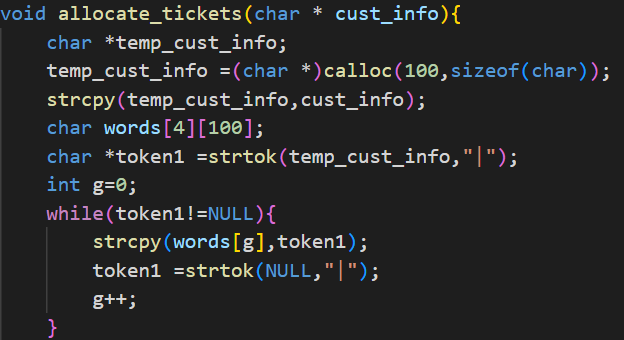 void allocate_tickets(char * cust_info){
    char *temp_cust_info;
    temp_cust_info =(char *)calloc(100,sizeof(char));
    strcpy(temp_cust_info,cust_info);
    char words[4][100];
    char *token1 =strtok(temp_cust_info,"|");
    int g=0;
    while(token1!=NULL){
        strcpy(words[g],token1);
        token1 =strtok(NULL,"|");
        g++;
    }